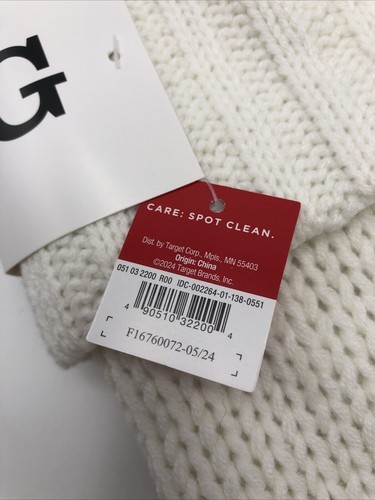 G
CARE: SPOT CLEAN.
Dist. by Target Corp., Mpls., MN 55403
Origin: China
©2024 Target Brands, Inc.
051 03 2200 R00 IDC-002264-01-138-0551
4 90510 32200 4
F16760072-05/24